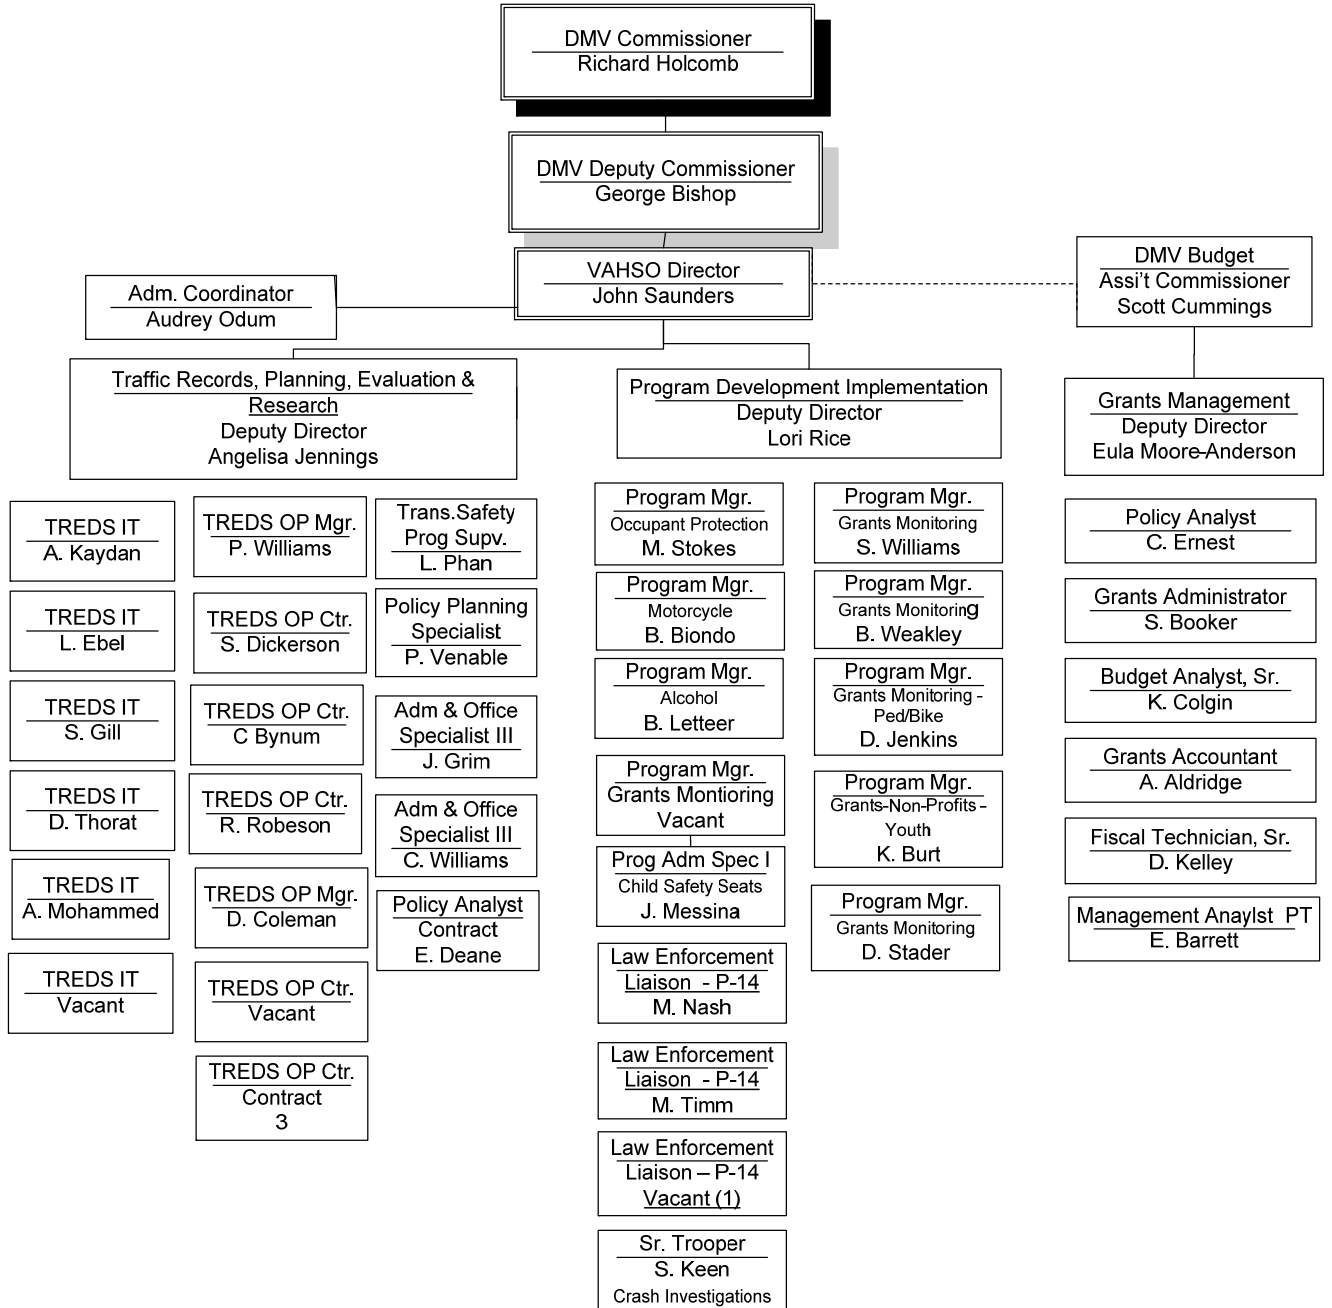 DMV Commissioner
Richard Holcomb
DMV Deputy Commissioner
George Bishop
VAHSO Director
John Saunders
DMV Budget
Assi't Commissioner
Scott Cummings
Adm. Coordinator
Audrey Odum
Traffic Records, Planning, Evaluation &
Research
Deputy Director
Angelisa Jennings
Program Development Implementation
Deputy Director
Lori Rice
Grants Management
Deputy Director
Eula Moore-Anderson
TREDS IT
A. Kaydan
TREDS IT
L. Ebel
TREDS IT
S. Gill
TREDS IT
D. Thorat
TREDS IT
A. Mohammed
TREDS IT
Vacant
TREDS OP Mgr.
P. Williams
TREDS OP Ctr.
S. Dickerson
TREDS OP Ctr.
C Bynum
TREDS OP Ctr.
R. Robeson
TREDS OP Mgr.
D. Coleman
TREDS OP Ctr.
Vacant
TREDS OP Ctr.
Contract
3
Trans.Safety
Prog Supv.
L. Phan
Policy Planning
Specialist
P. Venable
Adm & Office
Specialist III
J. Grim
Adm & Office
Specialist III
C. Williams
Policy Analyst
Contract
E. Deane
Program Mgr.
Occupant Protection
M. Stokes
Program Mgr.
Motorcycle
B. Biondo
Program Mgr.
Alcohol
B. Letteer
Program Mgr.
Grants Montioring
Vacant
Prog Adm Spec I
Child Safety Seats
J. Messina
Law Enforcement
Liaison - P-14
M. Nash
Law Enforcement
Liaison - P-14
M. Timm
Law Enforcement
Liaison – P-14
Vacant (1)
Sr. Trooper
S. Keen
Crash Investigations
Program Mgr.
Grants Monitoring
S. Williams
Program Mgr.
Grants Monitoring
B. Weakley
Program Mgr.
Grants Monitoring -
Ped/Bike
D. Jenkins
Program Mgr.
Grants-Non-Profits -
Youth
K. Burt
Program Mgr.
Grants Monitoring
D. Stader
Policy Analyst
C. Ernest
Grants Administrator
S. Booker
Budget Analyst, Sr.
K. Colgin
Grants Accountant
A. Aldridge
Fiscal Technician, Sr.
D. Kelley
Management Anaylst PT
E. Barrett